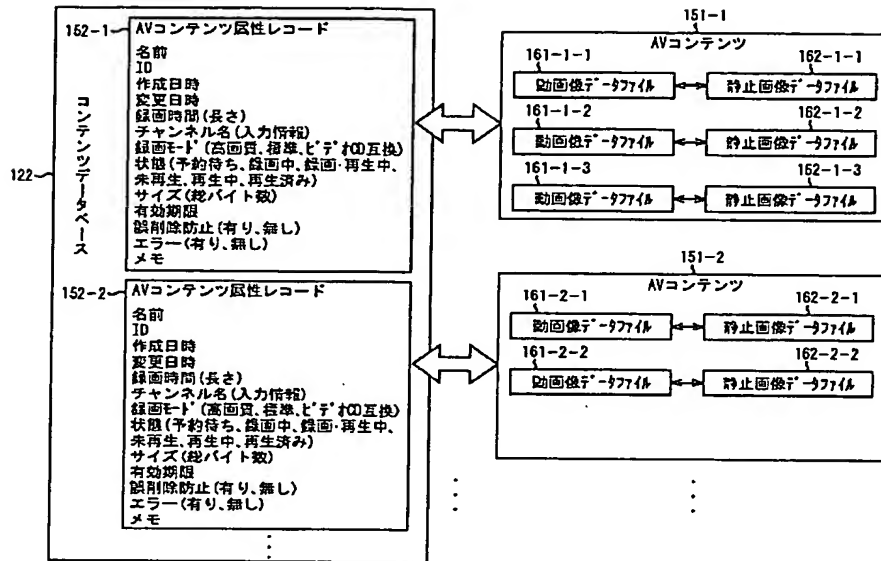 122
コンテンツデータベース
152-1
AVコンテンツ属性レコード
名前
ID
作成日時
変更日時
録画時間(長さ)
チャンネル名(入力情報)
録画モード(高画質、標準、ビデオCD互換)
状態(予約待ち、録画中、録画・再生中、
未再生、再生中、再生済み)
サイズ(総バイト数)
有効期限
誤削除防止(有り、無し)
エラー(有り、無し)
メモ
152-2
AVコンテンツ属性レコード
名前
ID
作成日時
変更日時
録画時間(長さ)
チャンネル名(入力情報)
録画モード(高画質、標準、ビデオCD互換)
状態(予約待ち、録画中、録画・再生中、
未再生、再生中、再生済み)
サイズ(総バイト数)
有効期限
誤削除防止(有り、無し)
エラー(有り、無し)
メモ
151-1
AVコンテンツ
161-1-1 162-1-1
動画像データファイル 静止画像データファイル
161-1-2 162-1-2
動画像データファイル 静止画像データファイル
161-1-3 162-1-3
動画像データファイル 静止画像データファイル
151-2
AVコンテンツ
161-2-1 162-2-1
動画像データファイル 静止画像データファイル
161-2-2 162-2-2
動画像データファイル 静止画像データファイル